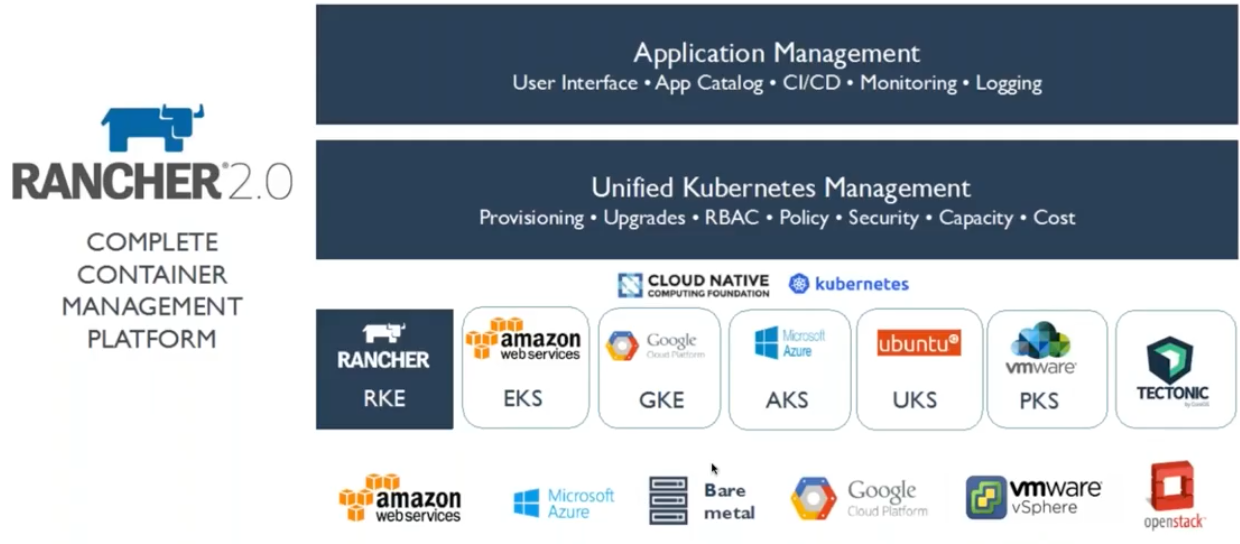 Application Management
User Interface • App Catalog • CI/CD • Monitoring • Logging
RANCHER® 2.0
COMPLETE
CONTAINER
MANAGEMENT
PLATFORM
Unified Kubernetes Management
Provisioning • Upgrades • RBAC • Policy • Security • Capacity • Cost
CLOUD NATIVE
COMPUTING FOUNDATION
kubernetes
RANCHER
RKE
amazon
web services
EKS
Google
Cloud Platform
GKE
Microsoft
Azure
AKS
ubuntu®
UKS
vmware®
PKS
TECTONIC
by CoreOS
amazon
web services
Microsoft
Azure
Bare
metal
Google
Cloud Platform
vmware®
vSphere
openstack